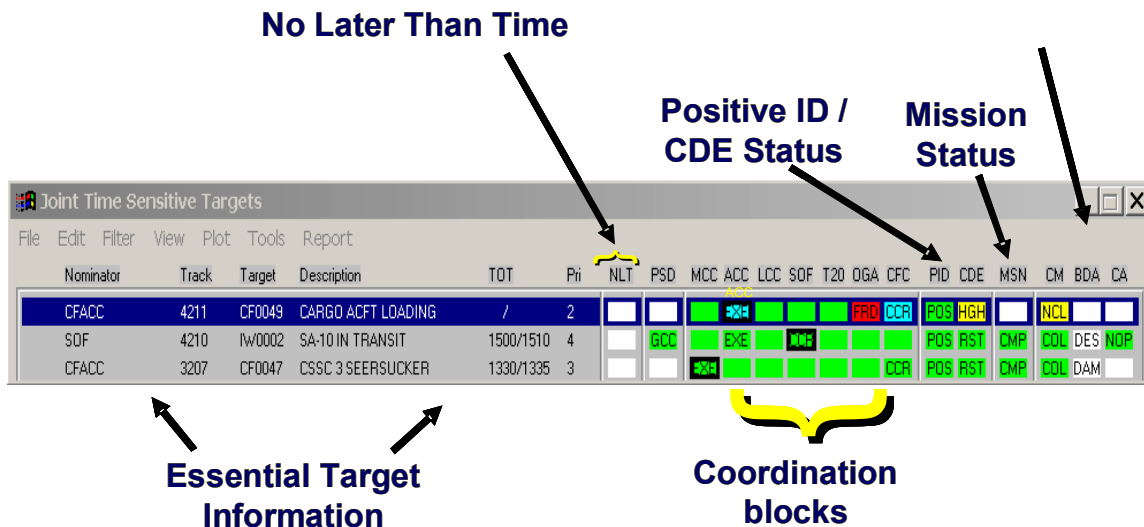 No Later Than Time
Positive ID /
CDE Status
Mission
Status
Joint Time Sensitive Targets
File Edit Filter View Plot Tools Report
Nominator Track Target Description TOT Pri NLT PSD MCC ACC LCC SOF T20 OGA CFC PID CDE MSN CM BDA CA
ACC
CFACC 4211 CF0049 CARGO ACFT LOADING / 2 EXE FRD CCR POS HGH NCL
SOF 4210 IW0002 SA-10 IN TRANSIT 1500/1510 4 GCC EXE CCR POS RST CMP COL DES NOP
CFACC 3207 CF0047 CSSC 3 SEERSUCKER 1330/1335 3 EXE CCR POS RST CMP COL DAM
Essential Target
Information
Coordination
blocks